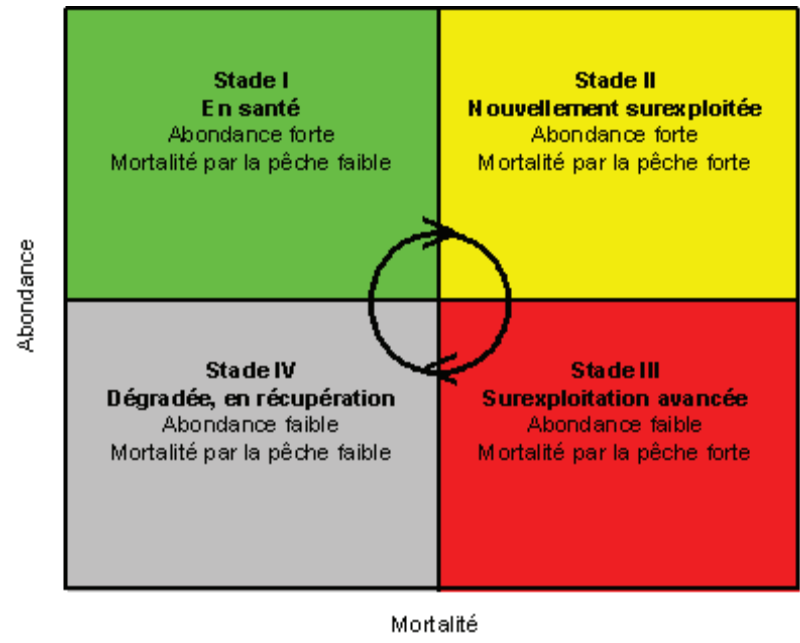 Stade I
En santé
Abondance forte
Mortalité par la pêche faible
Stade II
Nouvellement surexploitée
Abondance forte
Mortalité par la pêche forte
Abondance
Stade IV
Dégradée, en récupération
Abondance faible
Mortalité par la pêche faible
Stade III
Surexploitation avancée
Abondance faible
Mortalité par la pêche forte
Mortalité